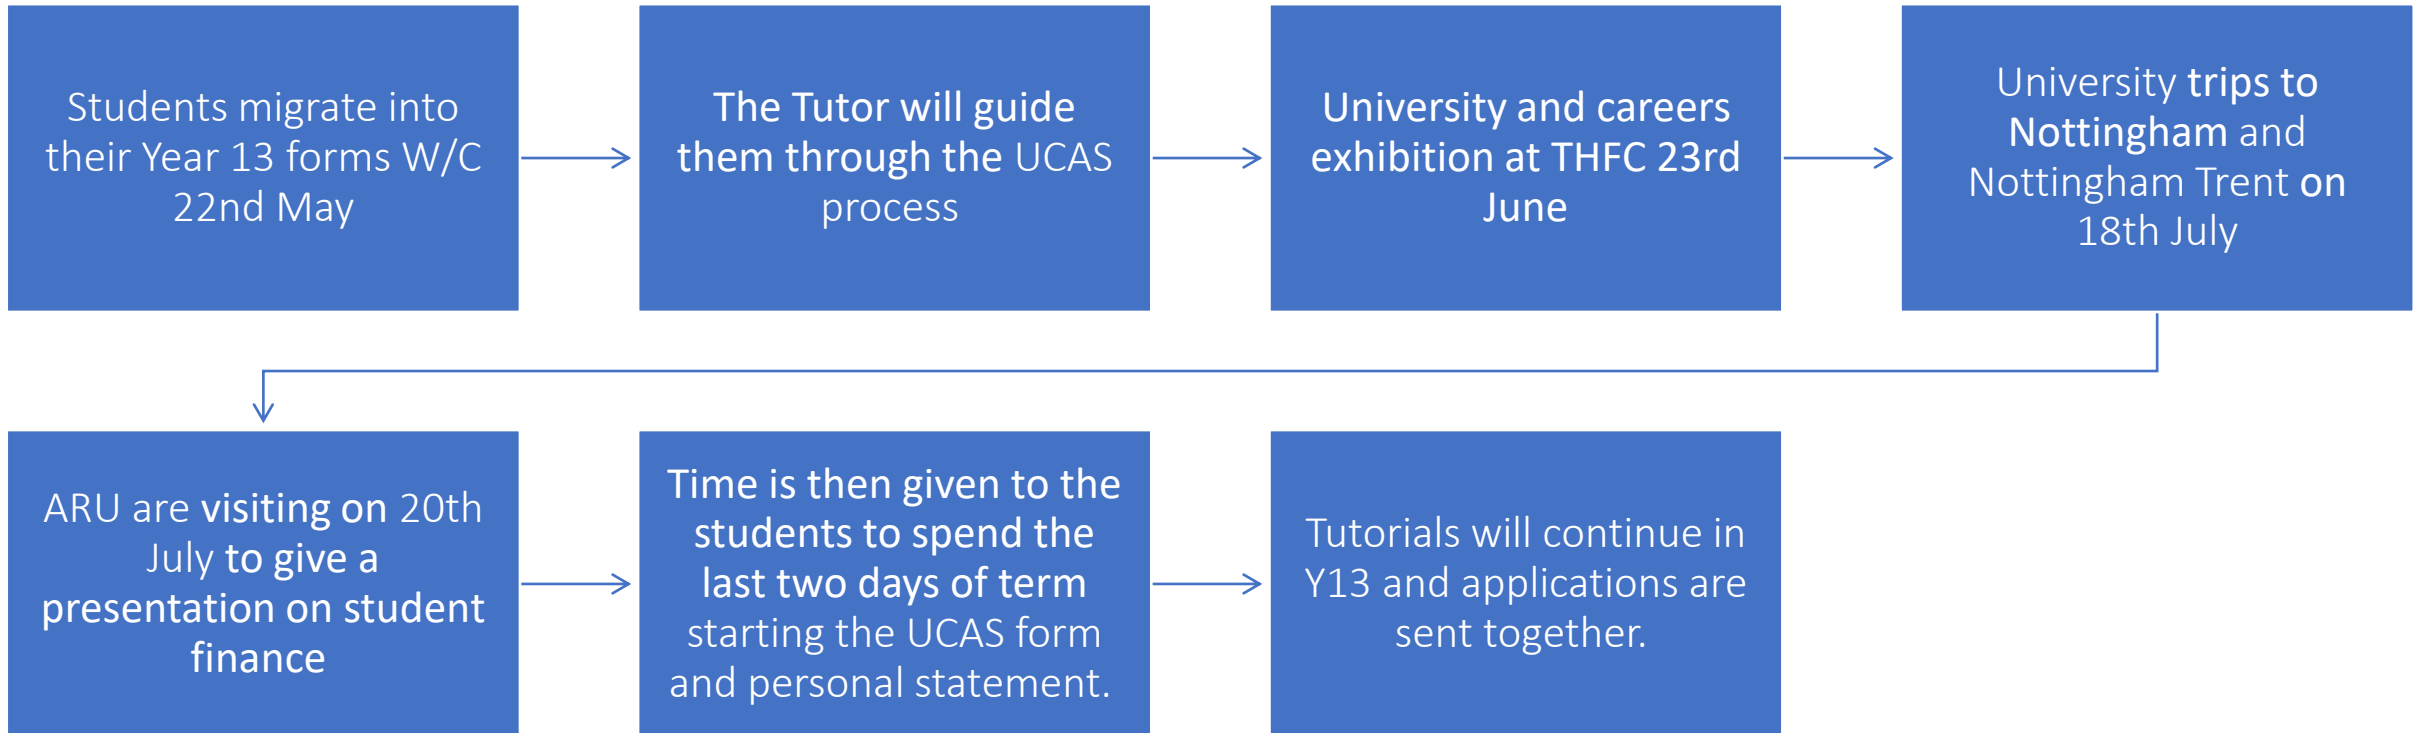 Students migrate into
their Year 13 forms W/C
22nd May
The Tutor will guide
them through the UCAS
process
University and careers
exhibition at THFC 23rd
June
University trips to
Nottingham and
Nottingham Trent on
18th July
ARU are visiting on 20th
July to give a
presentation on student
finance
Time is then given to the
students to spend the
last two days of term
starting the UCAS form
and personal statement.
Tutorials will continue in
Y13 and applications are
sent together.